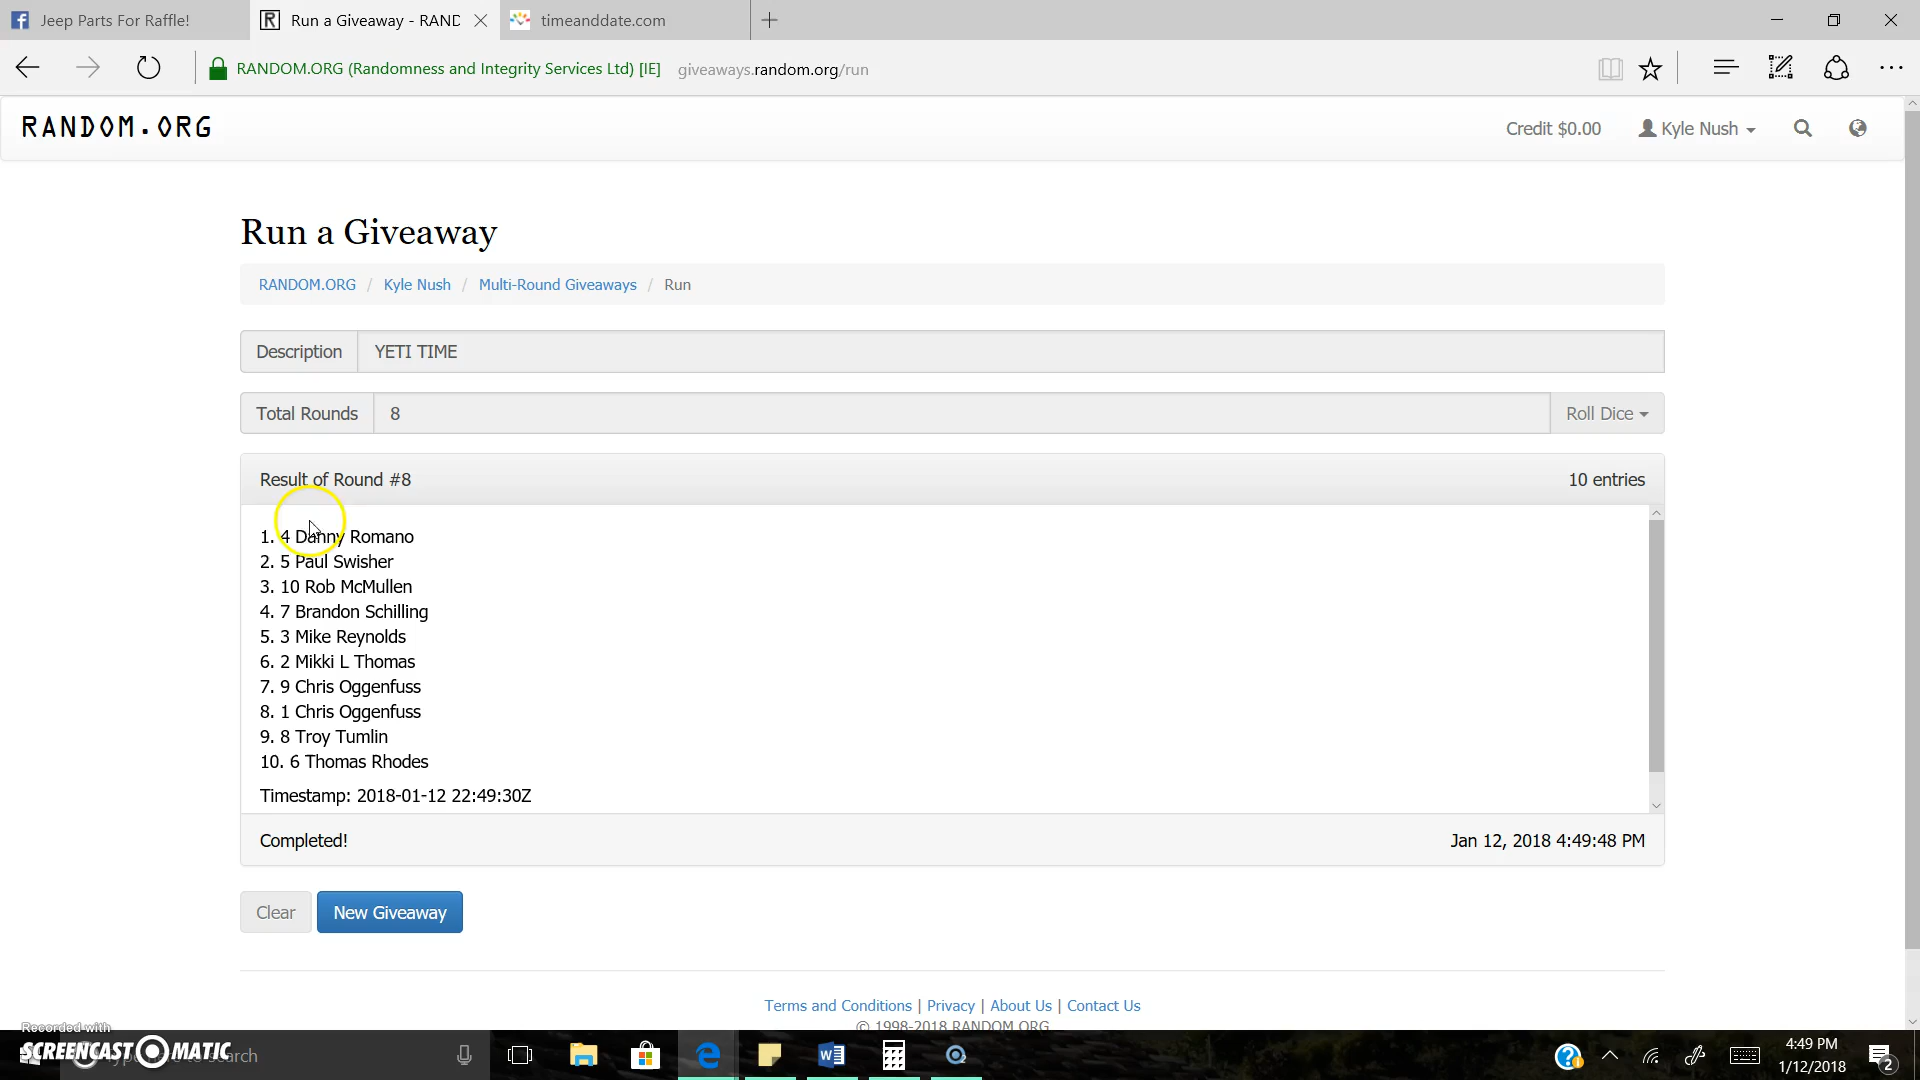 Jeep Parts For Raffle!
Run a Giveaway - RAND
timeanddate.com
RANDOM.ORG (Randomness and Integrity Services Ltd) [IE] giveaways.random.org/run
RANDOM.ORG
Credit $0.00 Kyle Nush
Run a Giveaway
RANDOM.ORG / Kyle Nush / Multi-Round Giveaways / Run
Description YETI TIME
Total Rounds 8 Roll Dice
Result of Round #8 10 entries
1. 4 Danny Romano
2. 5 Paul Swisher
3. 10 Rob McMullen
4. 7 Brandon Schilling
5. 3 Mike Reynolds
6. 2 Mikki L Thomas
7. 9 Chris Oggenfuss
8. 1 Chris Oggenfuss
9. 8 Troy Tumlin
10. 6 Thomas Rhodes
Timestamp: 2018-01-12 22:49:30Z
Completed! Jan 12, 2018 4:49:48 PM
Clear New Giveaway
Terms and Conditions | Privacy | About Us | Contact Us
© 1998-2018 RANDOM.ORG
Recorded with
SCREENCAST O MATIC
search
4:49 PM
1/12/2018
2